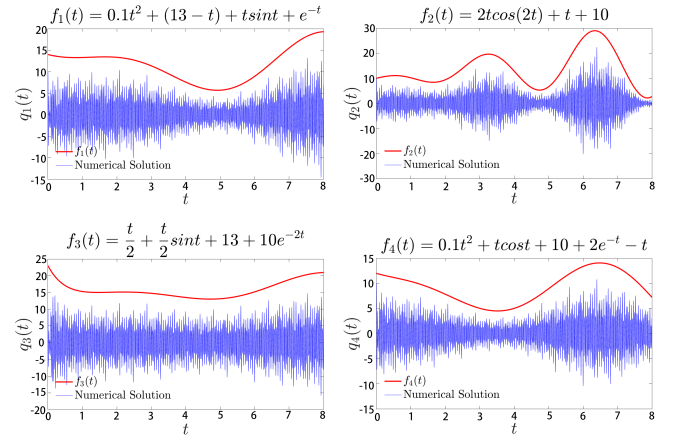 f₁(t) = 0.1t² + (13 − t) + tsint + e⁻ᵗ
q₁(t)
20
15
10
5
0
-5
-10
-15
f₁(t)
Numerical Solution
0 1 2 3 4 5 6 7 8
t
f₂(t) = 2tcos(2t) + t + 10
q₂(t)
30
20
10
0
-10
-20
-30
f₂(t)
Numerical Solution
0 1 2 3 4 5 6 7 8
t
f₃(t) = t/2 + t/2 sint + 13 + 10e⁻²ᵗ
q₃(t)
25
20
15
10
5
0
-5
-10
-15
-20
f₃(t)
Numerical Solution
0 1 2 3 4 5 6 7 8
t
f₄(t) = 0.1t² + tcost + 10 + 2e⁻ᵗ − t
q₄(t)
15
10
5
0
-5
-10
-15
f₄(t)
Numerical Solution
0 1 2 3 4 5 6 7 8
t